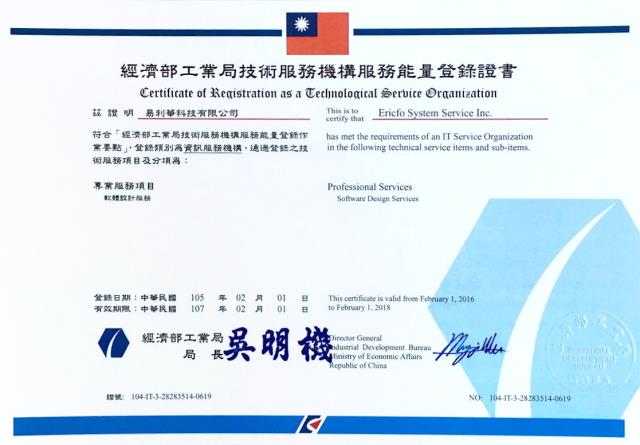 經濟部工業局技術服務機構服務能量登錄證書
Certificate of Registration as a Technological Service Organization
茲證明 易利華科技有限公司
This is to certify that Ericfo System Service Inc.
符合「經濟部工業局技術服務機構服務能量登錄作
業要點」，登錄類別為資訊服務機構，通過登錄之技
術服務項目及分項為：
has met the requirements of an IT Service Organization
in the following technical service items and sub-items.
專業服務項目
軟體設計服務
Professional Services
Software Design Services
登錄日期：中華民國 105 年 02 月 01 日
有效期限：中華民國 107 年 02 月 01 日
This certificate is valid from February 1, 2016
to February 1, 2018
經濟部工業局
局長 吳明機
Director General
Industrial Development Bureau
Ministry of Economic Affairs
Republic of China
證號: 104-IT-3-28283514-0619
NO: 104-IT-3-28283514-0619
INDUSTRIAL
DEVELOPMENT
BUREAU